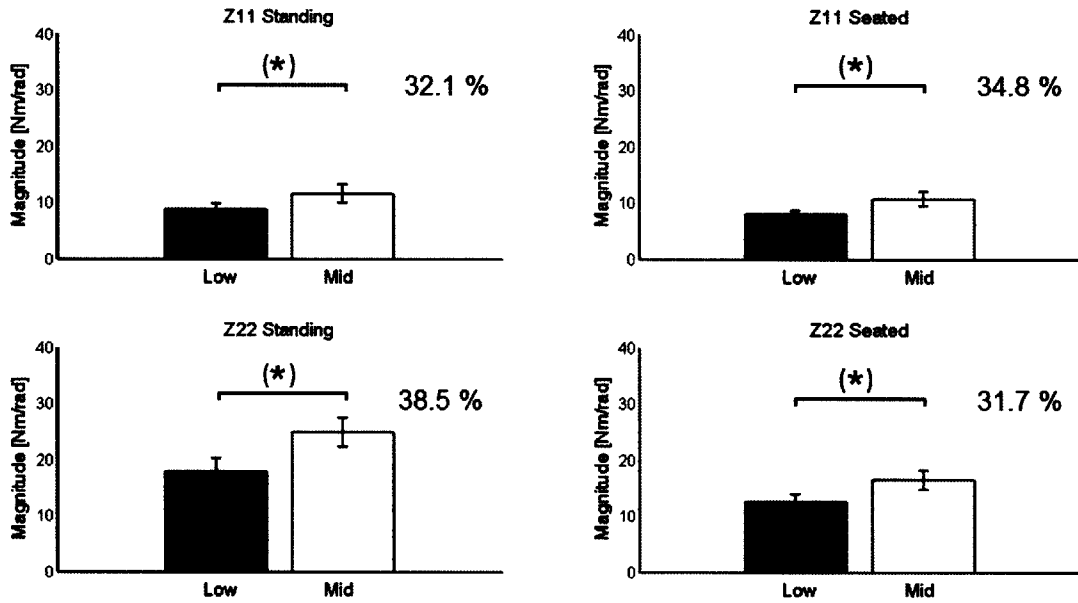 Z11 Standing
Magnitude [Nm/rad]
40
30
20
10
0
(*)
32.1 %
Low
Mid
Z11 Seated
Magnitude [Nm/rad]
40
30
20
10
0
(*)
34.8 %
Low
Mid
Z22 Standing
Magnitude [Nm/rad]
40
30
20
10
0
(*)
38.5 %
Low
Mid
Z22 Seated
Magnitude [Nm/rad]
40
30
20
10
0
(*)
31.7 %
Low
Mid